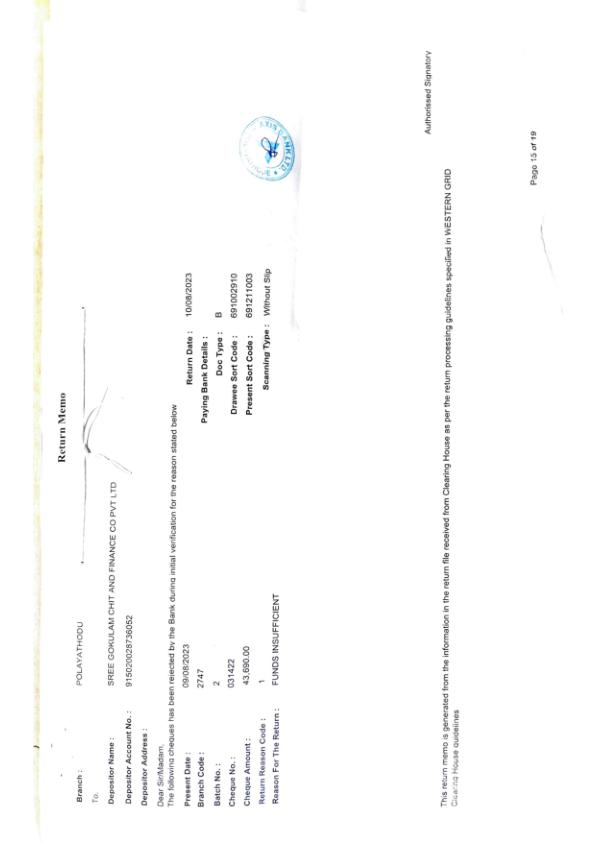 Return Memo
Branch : POLAYATHODU
To,
Depositor Name : SREE GOKULAM CHIT AND FINANCE CO PVT LTD
Depositor Account No. : 915020028736052
Depositor Address :
Dear Sir/Madam,
The following cheques has been rejected by the Bank during initial verification for the reason stated below
Present Date : 09/08/2023 Return Date : 10/08/2023
Branch Code : 2747 Paying Bank Details :
Batch No. : 2 Doc Type : B
Cheque No. : 031422 Drawee Sort Code : 691002910
Cheque Amount : 43,690.00 Present Sort Code : 691211003
Return Reason Code : 1 Scanning Type : Without Slip
Reason For The Return : FUNDS INSUFFICIENT
Authorissed Signatory
This return memo is generated from the information in the return file received from Clearing House as per the return processing guidelines specified in WESTERN GRID
Clearing House guidelines
Page 15 of 19